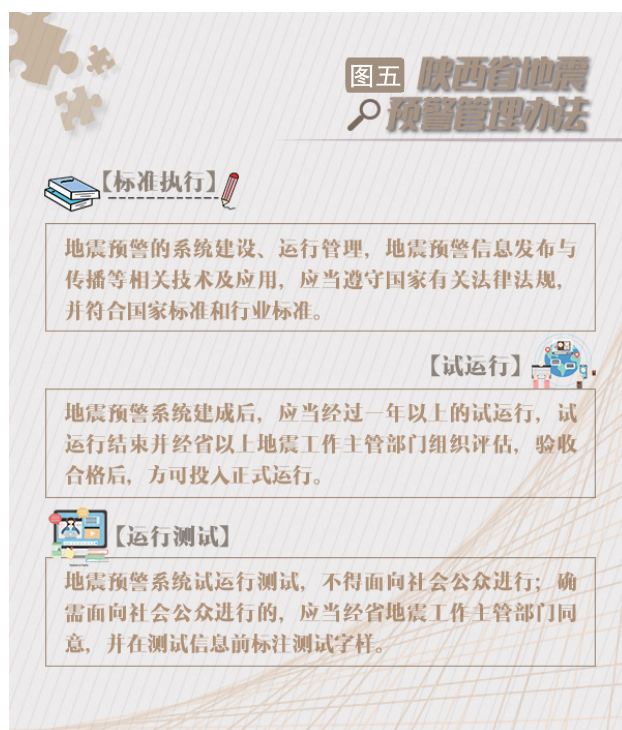 图五 陕西省地震
预警管理办法
【标准执行】
地震预警的系统建设、运行管理，地震预警信息发布与
传播等相关技术及应用，应当遵守国家有关法律法规，
并符合国家标准和行业标准。
【试运行】
地震预警系统建成后，应当经过一年以上的试运行，试
运行结束并经省以上地震工作主管部门组织评估，验收
合格后，方可投入正式运行。
【运行测试】
地震预警系统试运行测试，不得面向社会公众进行；确
需面向社会公众进行的，应当经省地震工作主管部门同
意，并在测试信息前标注测试字样。